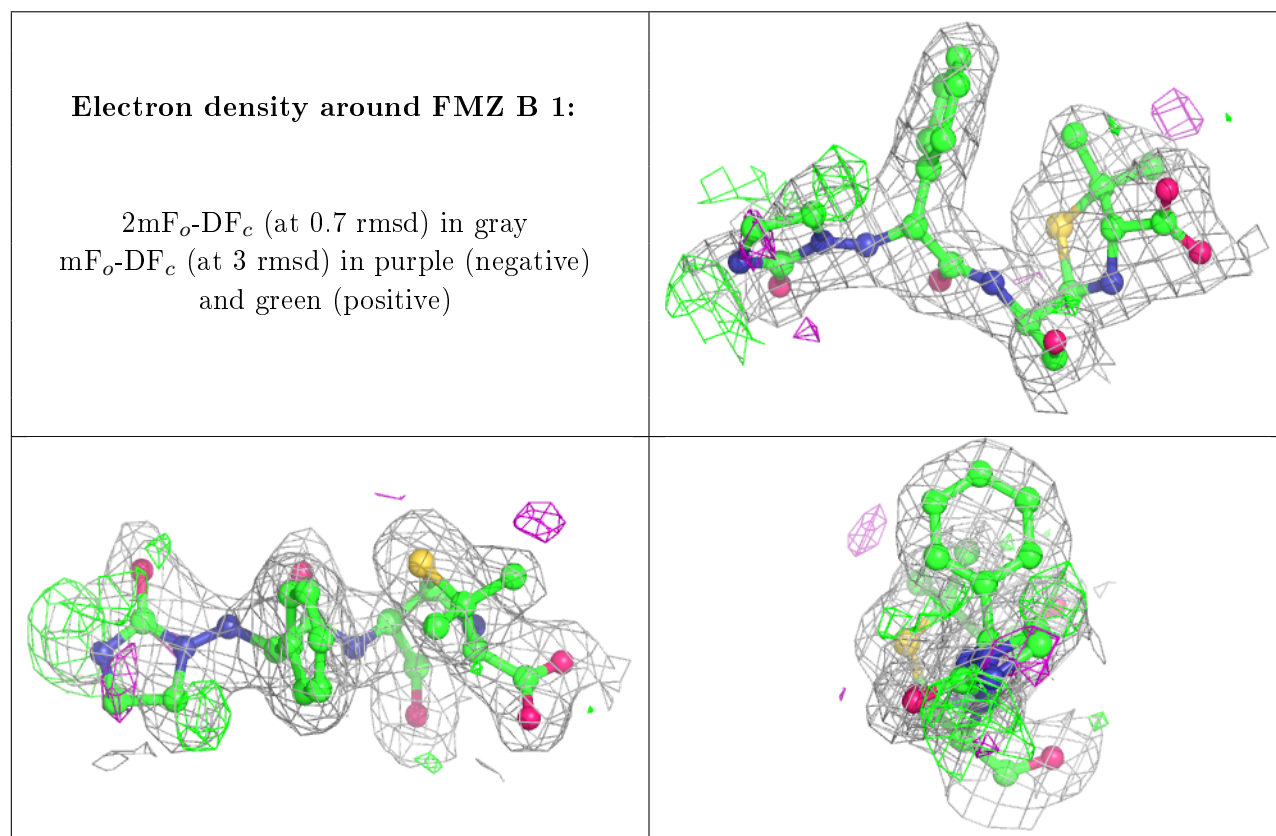 Electron density around FMZ B 1:
2mFo-DFc (at 0.7 rmsd) in gray
mFo-DFc (at 3 rmsd) in purple (negative)
and green (positive)